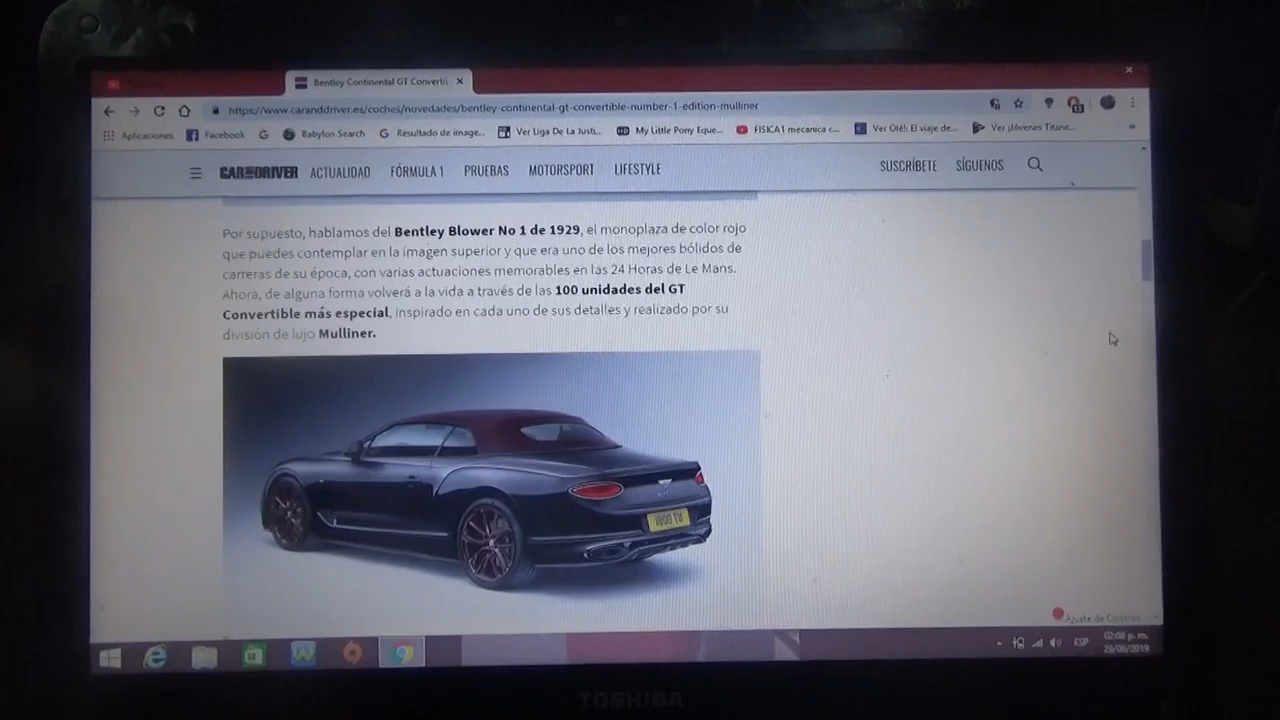 Bentley Continental GT Converti
https://www.caranddriver.es/coches/novedades/bentley-continental-gt-convertible-number-1-edition-mulliner
Aplicaciones Facebook Babylon Search Resultado de image... Ver Liga De La Justi... My Little Pony Eque... FISICA1 mecanica c... Ver Olé!: El viaje de... Ver ¡Jóvenes Titane...
CAR AND DRIVER ACTUALIDAD FÓRMULA 1 PRUEBAS MOTORSPORT LIFESTYLE SUSCRÍBETE SÍGUENOS
Por supuesto, hablamos del Bentley Blower No 1 de 1929, el monoplaza de color rojo
que puedes contemplar en la imagen superior y que era uno de los mejores bólidos de
carreras de su época, con varias actuaciones memorables en las 24 Horas de Le Mans.
Ahora, de alguna forma volverá a la vida a través de las 100 unidades del GT
Convertible más especial, inspirado en cada uno de sus detalles y realizado por su
división de lujo Mulliner.
Ajuste de Cookies
ESP 02:08 p. m.
29/06/2019
TOSHIBA